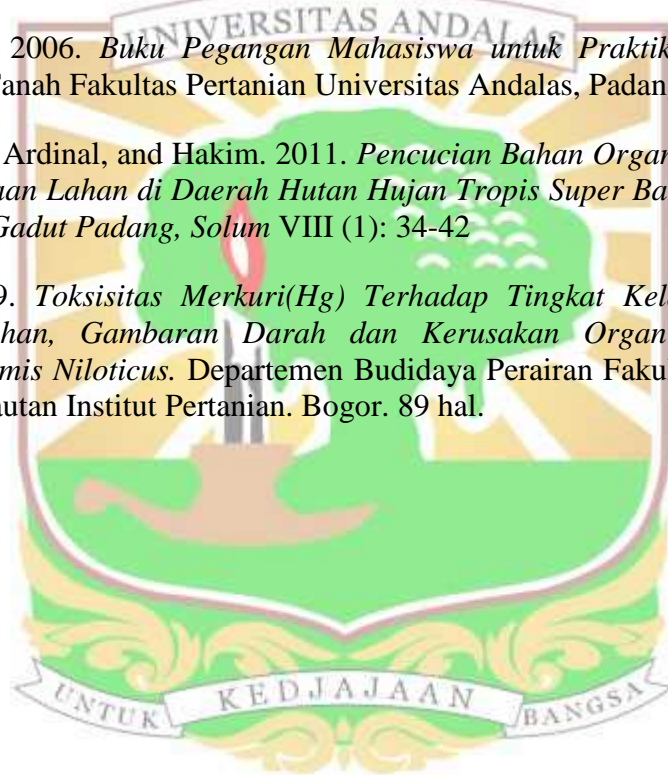 UNIVERSITAS ANDALAS
2006. Buku Pegangan Mahasiswa untuk Praktik
Tanah Fakultas Pertanian Universitas Andalas, Padan
Ardinal, and Hakim. 2011. Pencucian Bahan Organ
aan Lahan di Daerah Hutan Hujan Tropis Super Ba
Gadut Padang, Solum VIII (1): 34-42
9. Toksisitas Merkuri(Hg) Terhadap Tingkat Kel
han, Gambaran Darah dan Kerusakan Organ
mis Niloticus. Departemen Budidaya Perairan Faku
autan Institut Pertanian. Bogor. 89 hal.
UNTUK KEDJAJAAN BANGSA